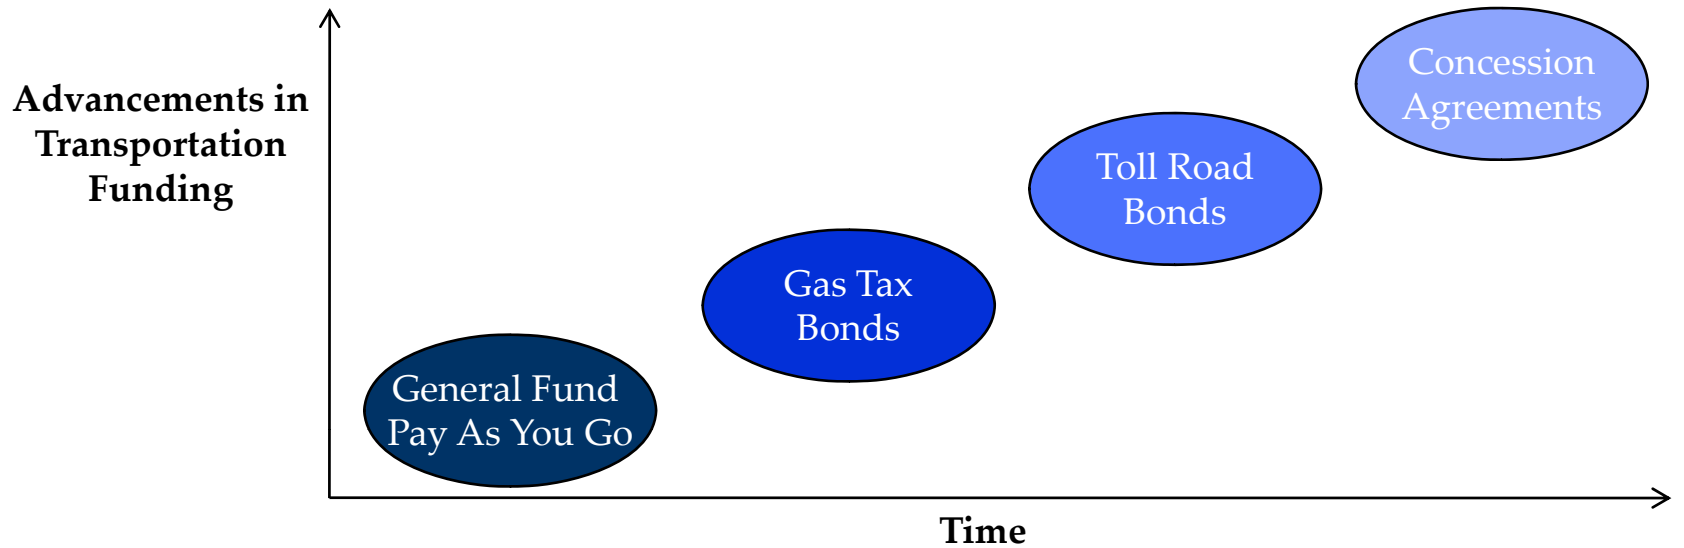 Advancements in
Transportation
Funding
Concession
Agreements
Toll Road
Bonds
Gas Tax
Bonds
General Fund
Pay As You Go
Time